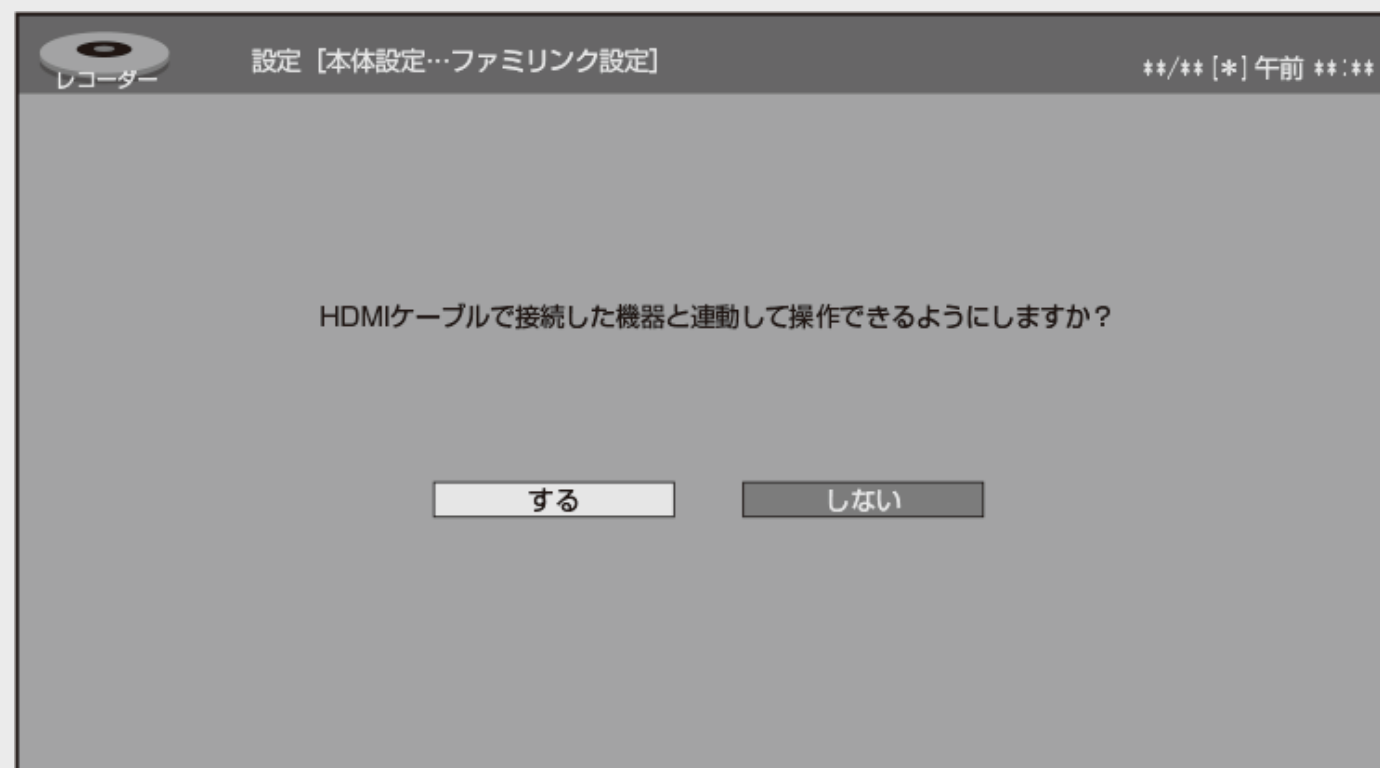 レコーダー
設定［本体設定…ファミリンク設定］
**/** [*] 午前 **:**
HDMIケーブルで接続した機器と連動して操作できるようにしますか？
する
しない